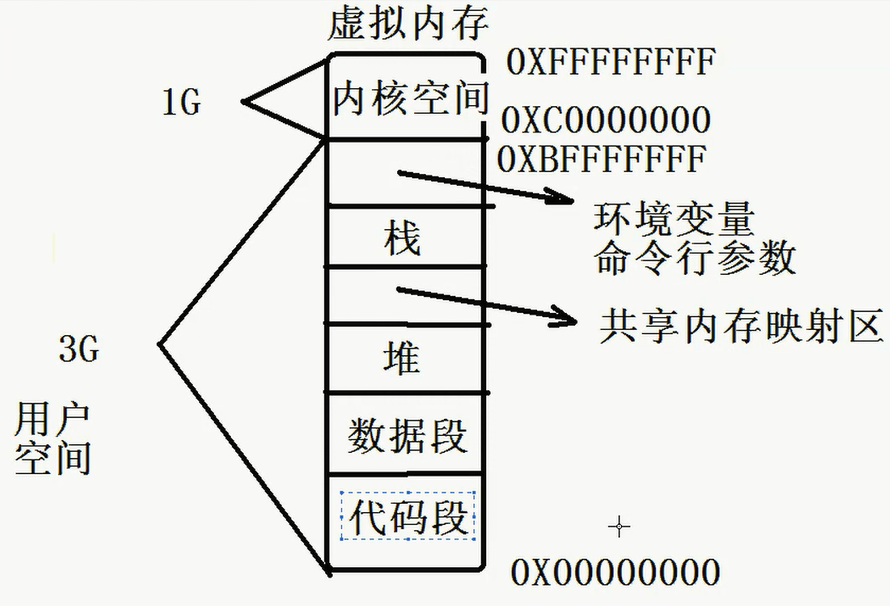 虚拟内存
0XFFFFFFFF
1G
内核空间
0XC0000000
0XBFFFFFFF
环境变量
命令行参数
栈
共享内存映射区
3G
堆
用户
空间
数据段
代码段
0X00000000